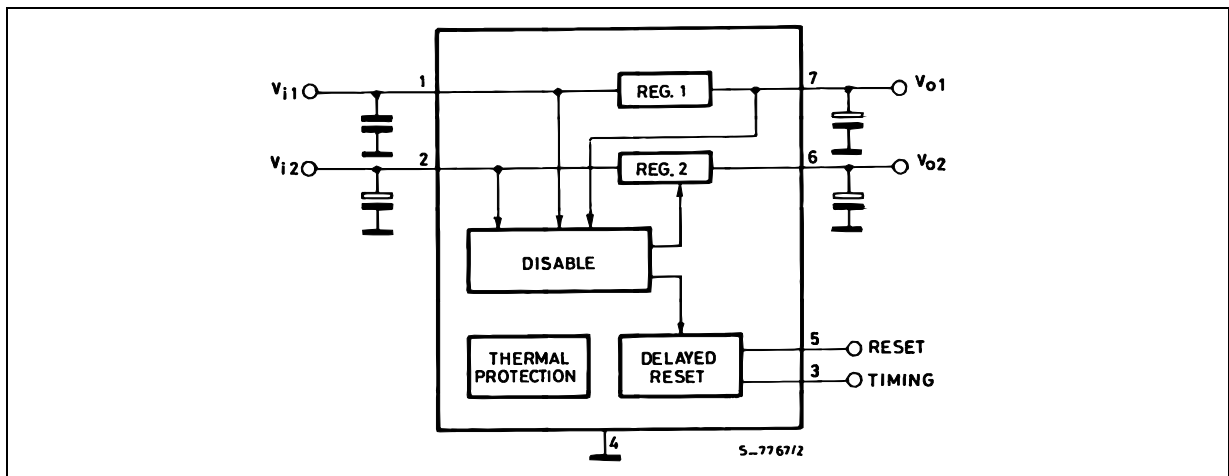 Vi1
1
REG. 1
7
Vo1
Vi2
2
REG. 2
6
Vo2
DISABLE
THERMAL
PROTECTION
DELAYED
RESET
5
RESET
3
TIMING
4
S-7767/2